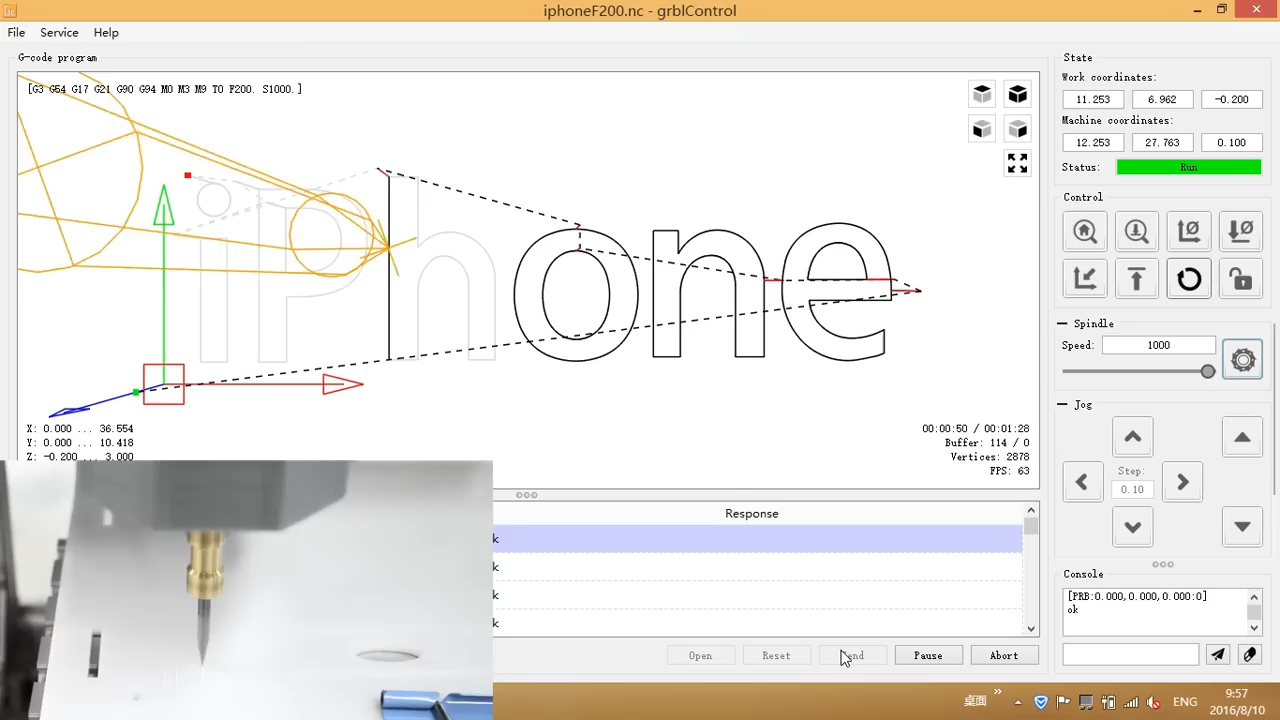 iphoneF200.nc - grblControl
File Service Help
G-code program
[G3 G54 G17 G21 G90 G94 M0 M3 M9 T0 F200. S1000.]
iPhone
X: 0.000 ... 36.554
Y: 0.000 ... 10.418
Z: -0.200 ... 3.000
00:00:50 / 00:01:28
Buffer: 114 / 0
Vertices: 2878
FPS: 63
Response
k
k
k
k
Open Reset Pause Abort
State
Work coordinates:
11.253 6.962 -0.200
Machine coordinates:
12.253 27.763 0.100
Status: Run
Control
Spindle
Speed: 1000
Jog
Step:
0.10
Console
[PRB:0.000,0.000,0.000:0]
ok
桌面 » ENG 9:57
2016/8/10